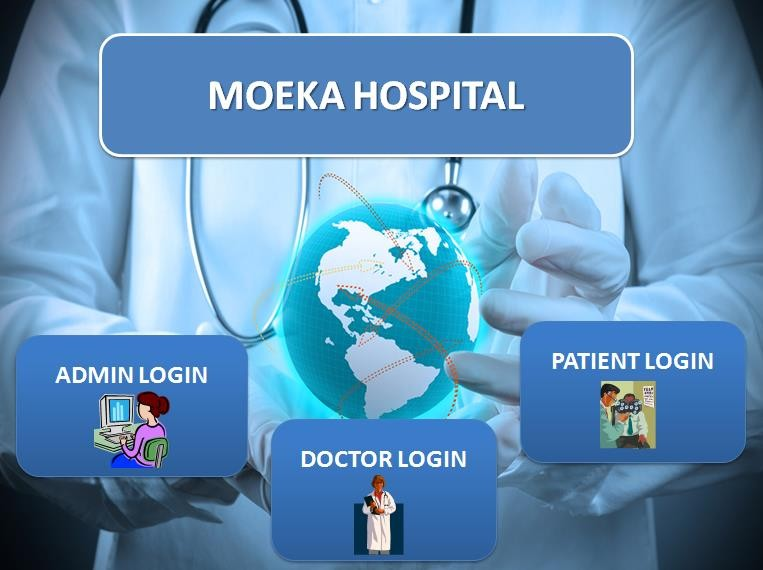 MOEKA HOSPITAL
ADMIN LOGIN
PATIENT LOGIN
DOCTOR LOGIN